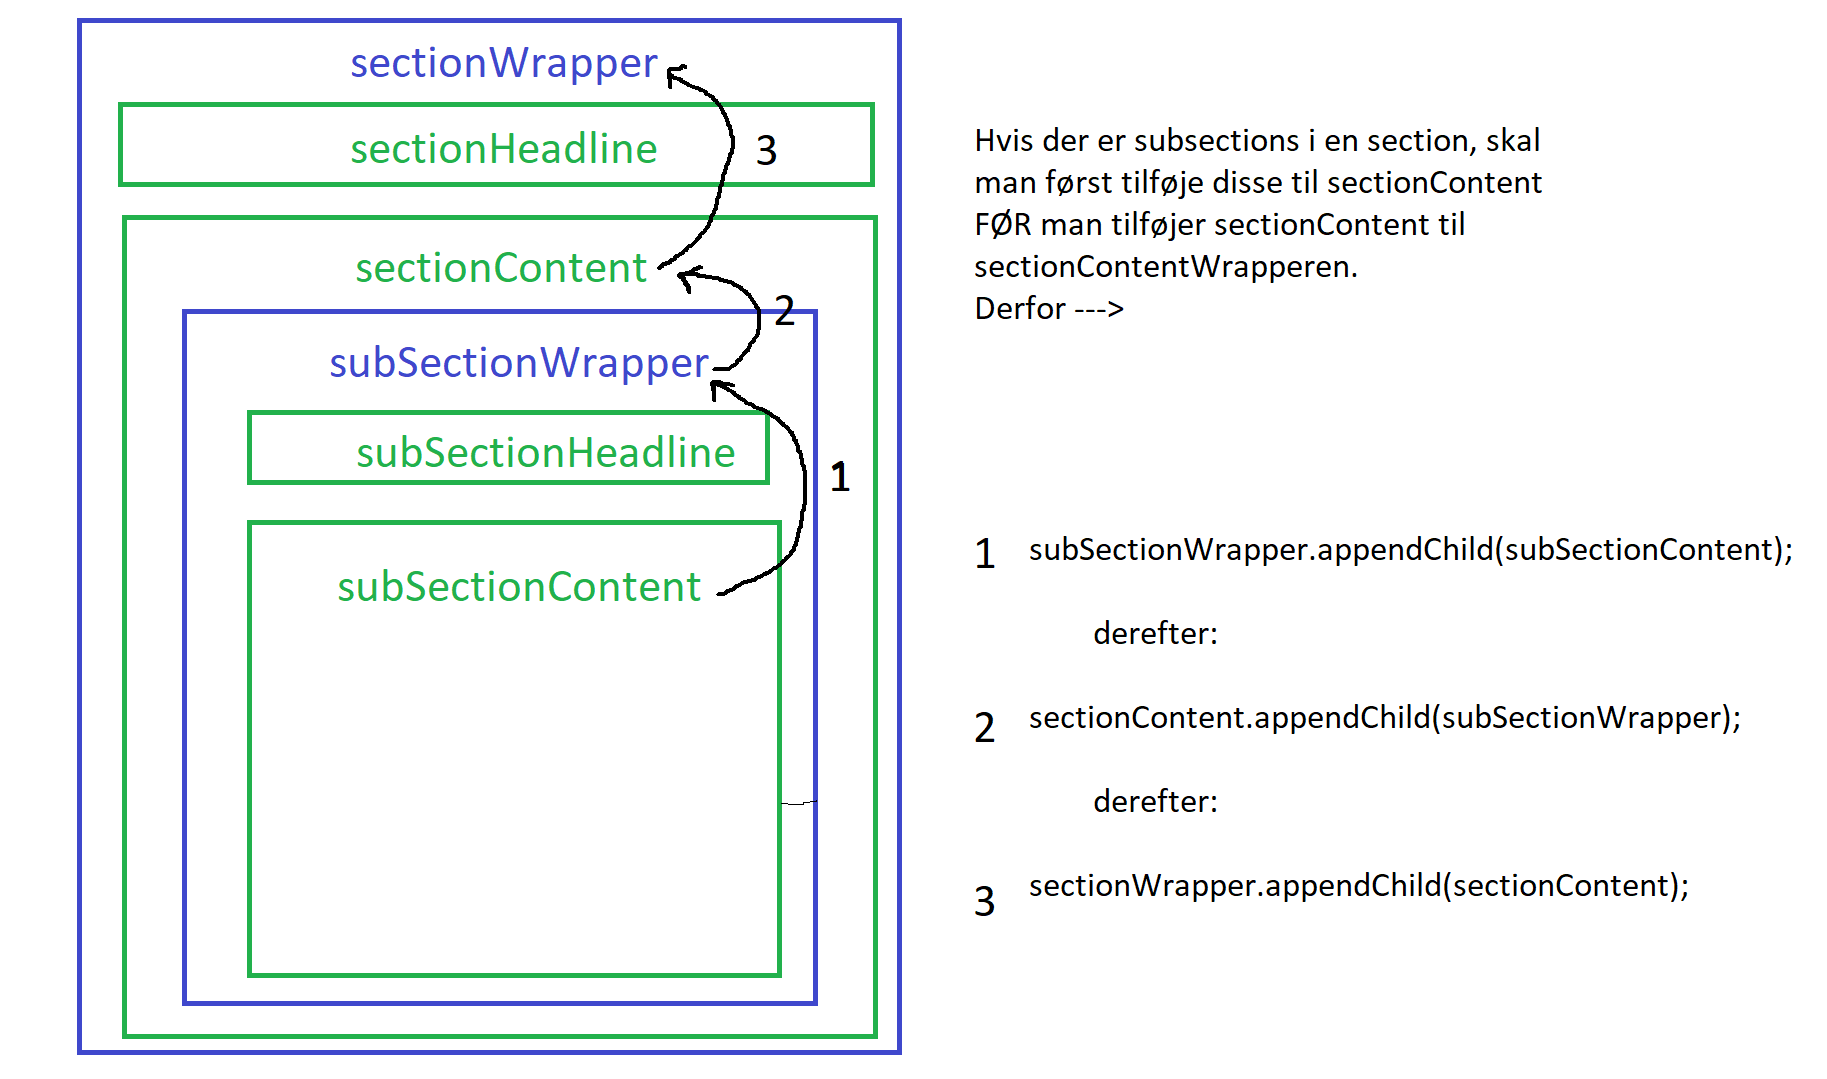 sectionWrapper
sectionHeadline
3
sectionContent
2
subSectionWrapper
subSectionHeadline
1
subSectionContent
Hvis der er subsections i en section, skal
man først tilføje disse til sectionContent
FØR man tilføjer sectionContent til
sectionContentWrapperen.
Derfor --->
1 subSectionWrapper.appendChild(subSectionContent);
derefter:
2 sectionContent.appendChild(subSectionWrapper);
derefter:
3 sectionWrapper.appendChild(sectionContent);